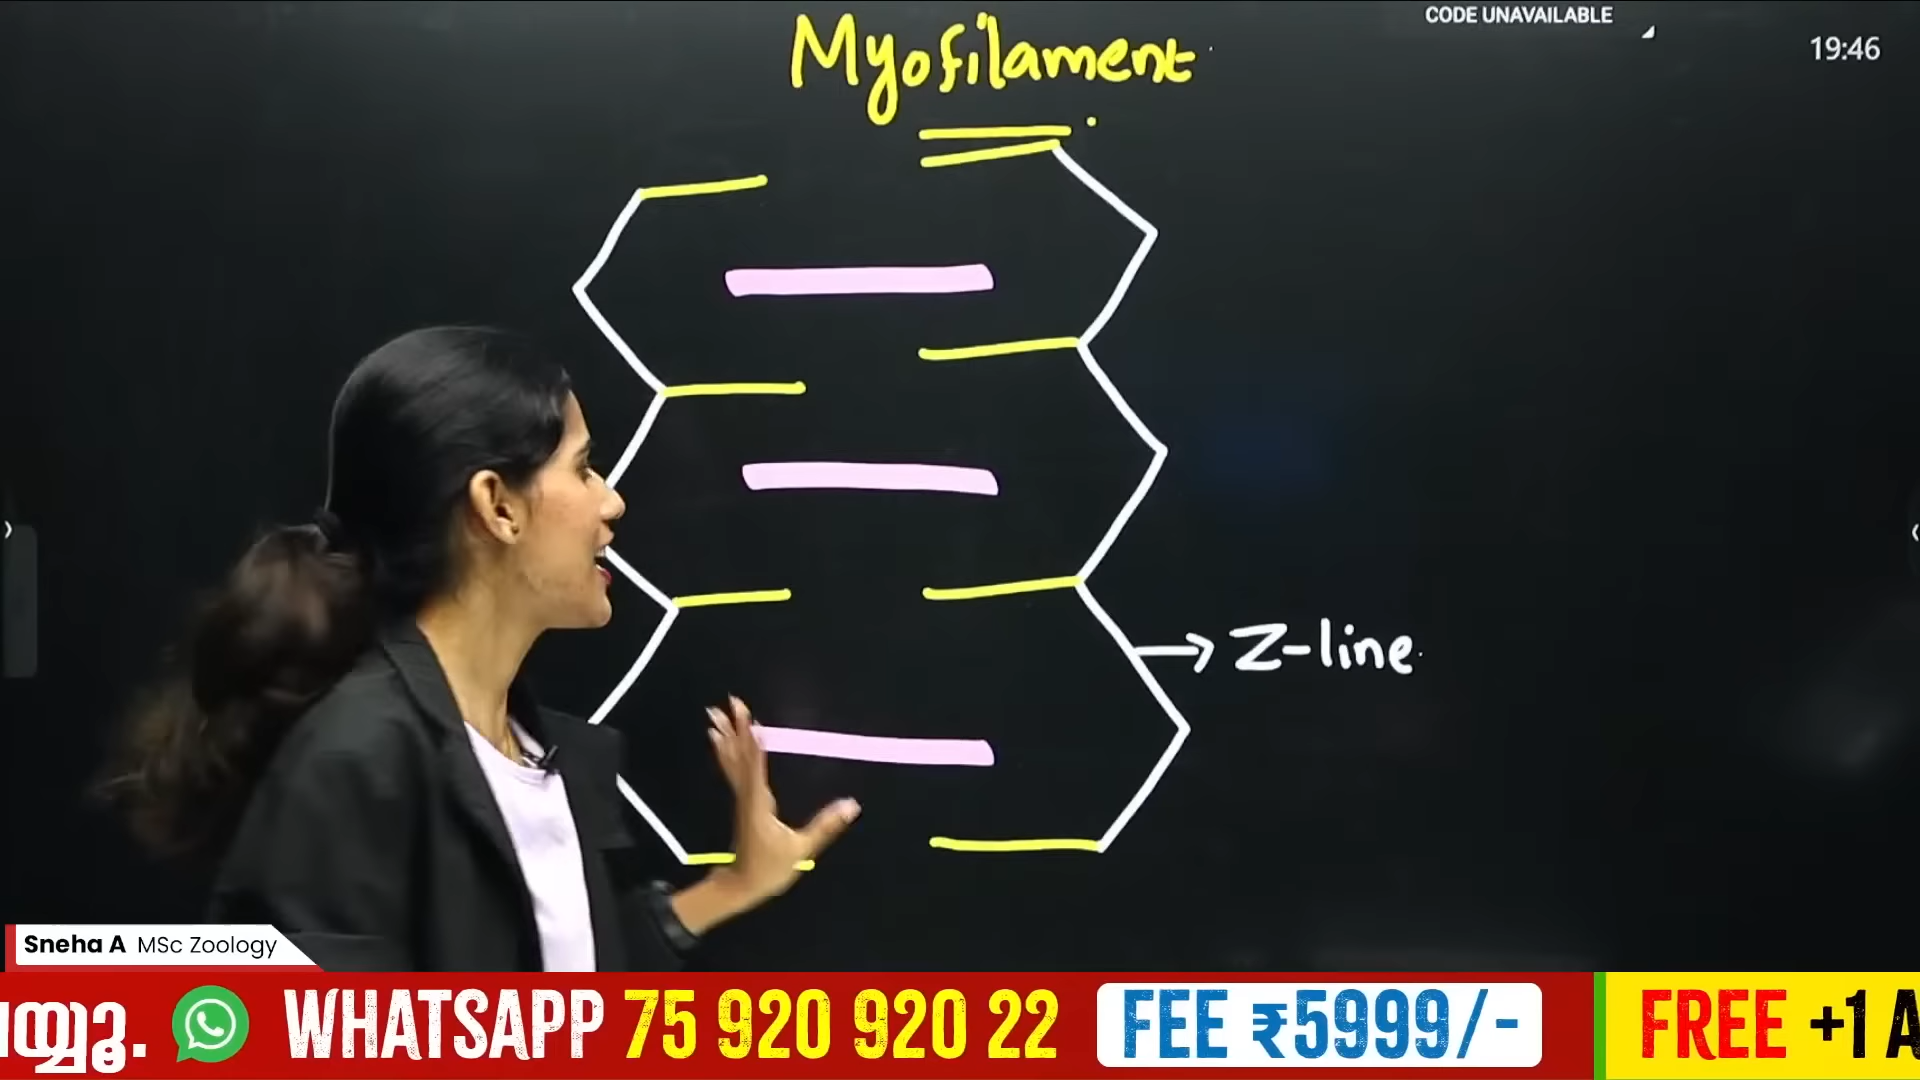 CODE UNAVAILABLE
19:46
Myofilament
Z-line
Sneha A MSc Zoology
WHATSAPP 75 920 920 22
FEE ₹5999/-
FREE +1 A